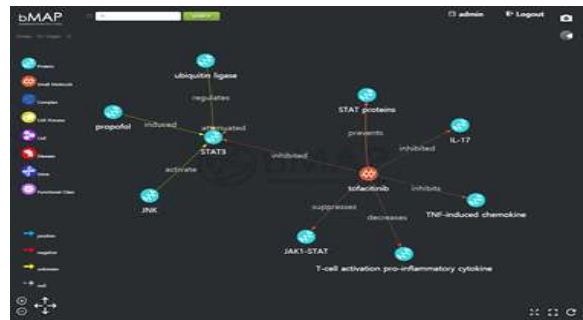 bMAP
SEARCH
admin
Logout
Protein
Small Molecule
Complex
Cell Process
Cell
Disease
Functional Class
positive
negative
unknown
ubiquitin ligase
regulates
propofol
induced
attenuated
STAT3
activate
JNK
inhibited
STAT proteins
prevents
IL-17
inhibited
tofacitinib
inhibits
TNF-induced chemokine
suppresses
decreases
JAK1-STAT
T-cell activation pro-inflammatory cytokine
bMAP